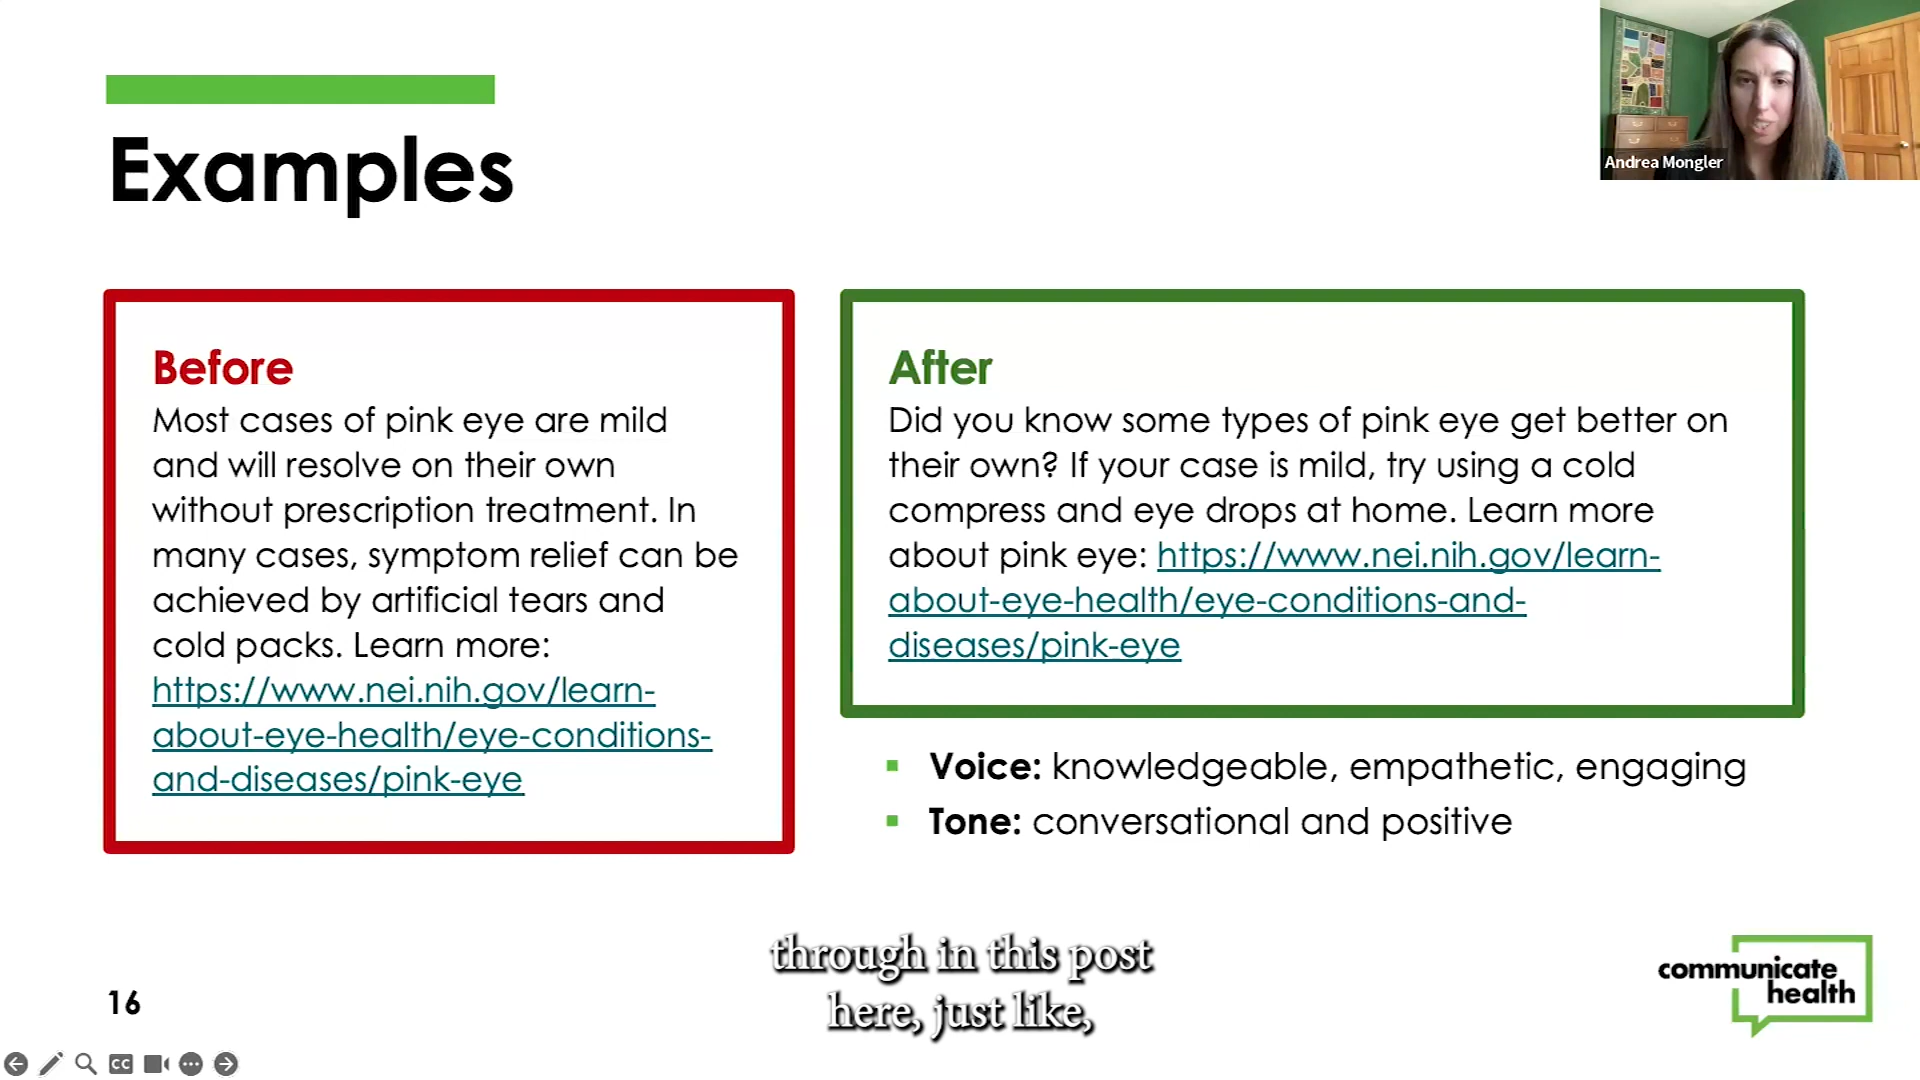 Andrea Mongler
Examples
Before
Most cases of pink eye are mild
and will resolve on their own
without prescription treatment. In
many cases, symptom relief can be
achieved by artificial tears and
cold packs. Learn more:
https://www.nei.nih.gov/learn-
about-eye-health/eye-conditions-
and-diseases/pink-eye
After
Did you know some types of pink eye get better on
their own? If your case is mild, try using a cold
compress and eye drops at home. Learn more
about pink eye: https://www.nei.nih.gov/learn-
about-eye-health/eye-conditions-and-
diseases/pink-eye
▪ Voice: knowledgeable, empathetic, engaging
▪ Tone: conversational and positive
through in this post
here, just like,
16
communicate
health
CC